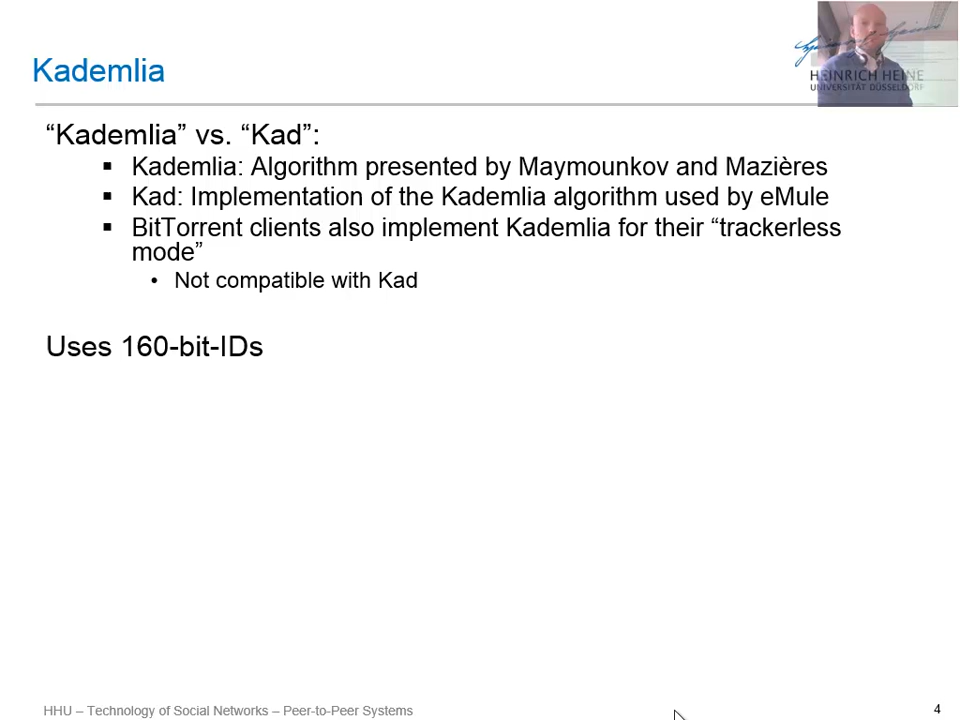 Kademlia
HEINRICH HEINE
UNIVERSITÄT DÜSSELDORF
“Kademlia” vs. “Kad”:
▪ Kademlia: Algorithm presented by Maymounkov and Mazières
▪ Kad: Implementation of the Kademlia algorithm used by eMule
▪ BitTorrent clients also implement Kademlia for their “trackerless
mode”
• Not compatible with Kad
Uses 160-bit-IDs
HHU – Technology of Social Networks – Peer-to-Peer Systems
4